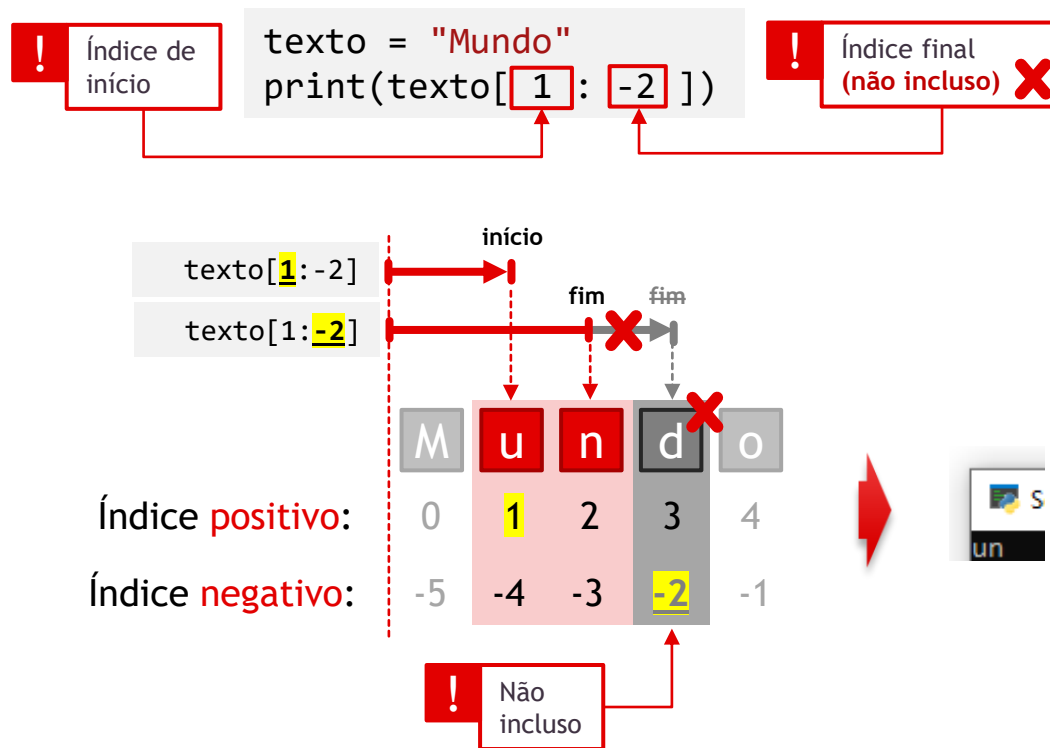 !
Índice de
início
texto = "Mundo"
print(texto[ 1 : -2 ])
!
Índice final
(não incluso)
início
texto[1:-2]
fim
fim
texto[1:-2]
M u n d o
Índice positivo: 0 1 2 3 4
Índice negativo: -5 -4 -3 -2 -1
S
un
!
Não
incluso